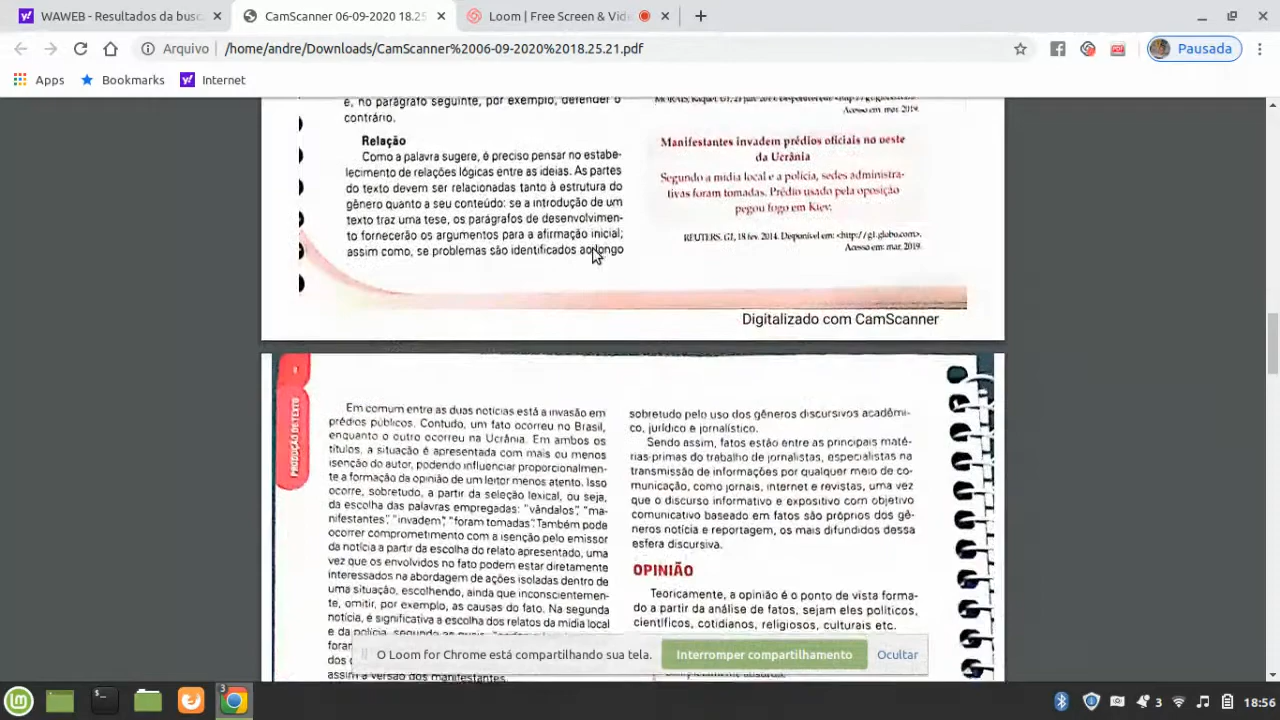 WAWEB - Resultados da busc
CamScanner 06-09-2020 18.25
Loom | Free Screen & Vid
Arquivo
/home/andre/Downloads/CamScanner%2006-09-2020%2018.25.21.pdf
Pausada
Apps
Bookmarks
Internet
e, no parágrafo seguinte, por exemplo, defender o
contrário.
Relação
Como a palavra sugere, é preciso pensar no estabe-
lecimento de relações lógicas entre as ideias. As partes
do texto devem ser relacionadas tanto à estrutura do
gênero quanto a seu conteúdo: se a introdução de um
texto traz uma tese, os parágrafos de desenvolvimen-
to fornecerão os argumentos para a afirmação inicial;
assim como, se problemas são identificados ao longo
Acesso em: mar. 2019.
Manifestantes invadem prédios oficiais no oeste
da Ucrânia
Segundo a mídia local e a polícia, sedes administra-
tivas foram tomadas. Prédio usado pela oposição
pegou fogo em Kiev.
REUTERS. G1, 18 fev. 2014. Disponível em: <http://g1.globo.com>.
Acesso em: mar. 2019.
Digitalizado com CamScanner
PRODUÇÃO DE TEXTO
Em comum entre as duas notícias está a invasão em
prédios públicos. Contudo, um fato ocorreu no Brasil,
enquanto o outro ocorreu na Ucrânia. Em ambos os
títulos, a situação é apresentada com mais ou menos
isenção do autor, podendo influenciar proporcionalmen-
te a formação da opinião de um leitor menos atento. Isso
ocorre, sobretudo, a partir da seleção lexical, ou seja,
da escolha das palavras empregadas: "vândalos", "ma-
nifestantes", "invadem", "foram tomadas". Também pode
ocorrer comprometimento com a isenção pelo emissor
da notícia a partir da escolha do relato apresentado, uma
vez que os envolvidos no fato podem estar diretamente
interessados na abordagem de ações isoladas dentro de
uma situação, escolhendo, ainda que inconscientemen-
te, omitir, por exemplo, as causas do fato. Na segunda
notícia, é significativa a escolha dos relatos da mídia local
e da polícia, segundo as quais,
assim a versão dos manifestantes.
sobretudo pelo uso dos gêneros discursivos acadêmi-
co, jurídico e jornalístico.
Sendo assim, fatos estão entre as principais maté-
rias-primas do trabalho de jornalistas, especialistas na
transmissão de informações por qualquer meio de co-
municação, como jornais, internet e revistas, uma vez
que o discurso informativo e expositivo com objetivo
comunicativo baseado em fatos são próprios dos gê-
neros notícia e reportagem, os mais difundidos dessa
esfera discursiva.
OPINIÃO
Teoricamente, a opinião é o ponto de vista forma-
do a partir da análise de fatos, sejam eles políticos,
científicos, cotidianos, religiosos, culturais etc.
O Loom for Chrome está compartilhando sua tela.
Interromper compartilhamento
Ocultar
3
3
18:56